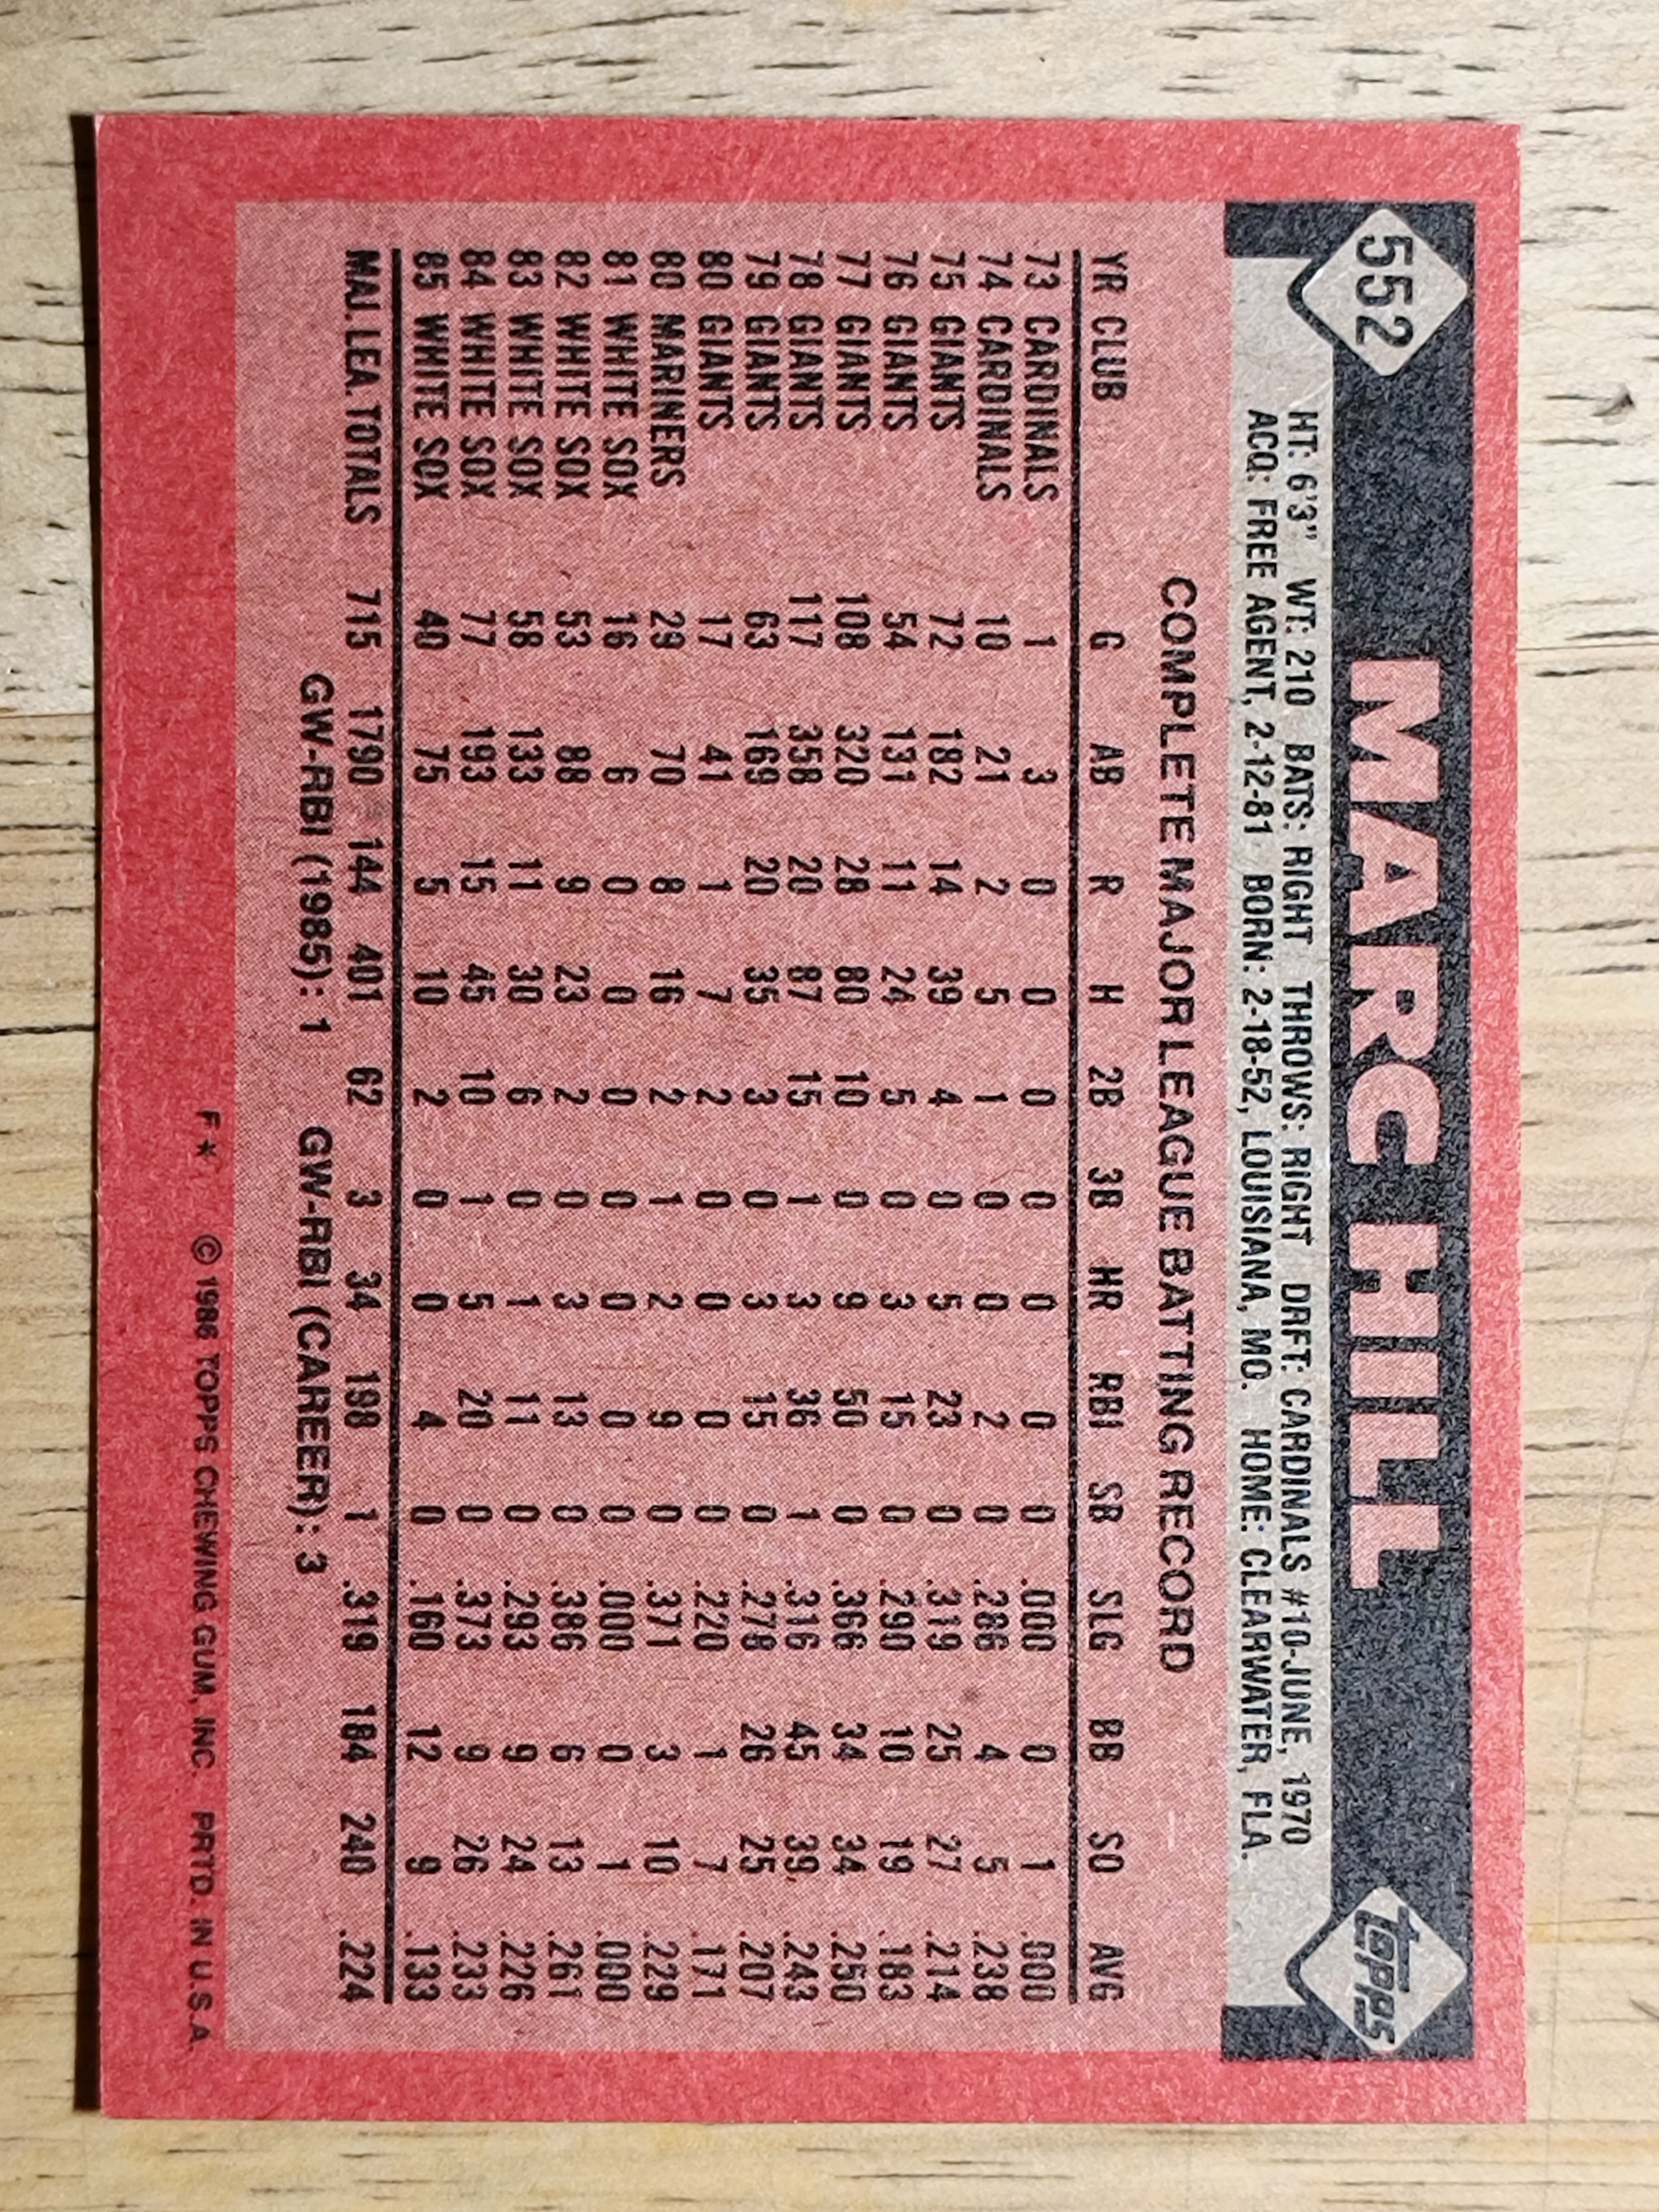 552
MARC HILL
topps
HT: 6'3" WT: 210 BATS: RIGHT THROWS: RIGHT DRFT: CARDINALS #10-JUNE, 1970
ACQ: FREE AGENT, 2-12-81 BORN: 2-18-52, LOUISIANA, MO. HOME: CLEARWATER, FLA.
COMPLETE MAJOR LEAGUE BATTING RECORD
YR CLUB G AB R H 2B 3B HR RBI SB SLG BB SO AVG
73 CARDINALS 1 3 0 0 0 0 0 0 0 .000 0 1 .000
74 CARDINALS 10 21 2 5 1 0 0 2 0 .286 4 5 .238
75 GIANTS 72 182 14 39 4 0 5 23 0 .319 25 27 .214
76 GIANTS 54 131 11 24 5 0 3 15 0 .290 10 19 .183
77 GIANTS 108 320 28 80 10 0 9 50 0 .366 34 34 .250
78 GIANTS 117 358 20 87 15 1 3 36 1 .316 45 39 .243
79 GIANTS 63 169 20 35 3 0 3 15 0 .278 26 25 .207
80 GIANTS 17 41 1 7 2 0 0 0 0 .220 1 7 .171
80 MARINERS 29 70 8 16 2 1 2 9 0 .371 3 10 .229
81 WHITE SOX 16 6 0 0 0 0 0 0 0 .000 0 1 .000
82 WHITE SOX 53 88 9 23 2 0 3 13 0 .386 6 13 .261
83 WHITE SOX 58 133 11 30 6 0 1 11 0 .293 9 24 .226
84 WHITE SOX 77 193 15 45 10 1 5 20 0 .373 9 26 .233
85 WHITE SOX 40 75 5 10 2 0 0 4 0 .160 12 9 .133
MAJ. LEA. TOTALS 715 1790 144 401 62 3 34 198 1 .319 184 240 .224
GW-RBI (1985): 1 GW-RBI (CAREER): 3
F* © 1986 TOPPS CHEWING GUM, INC. PRTD. IN U.S.A.